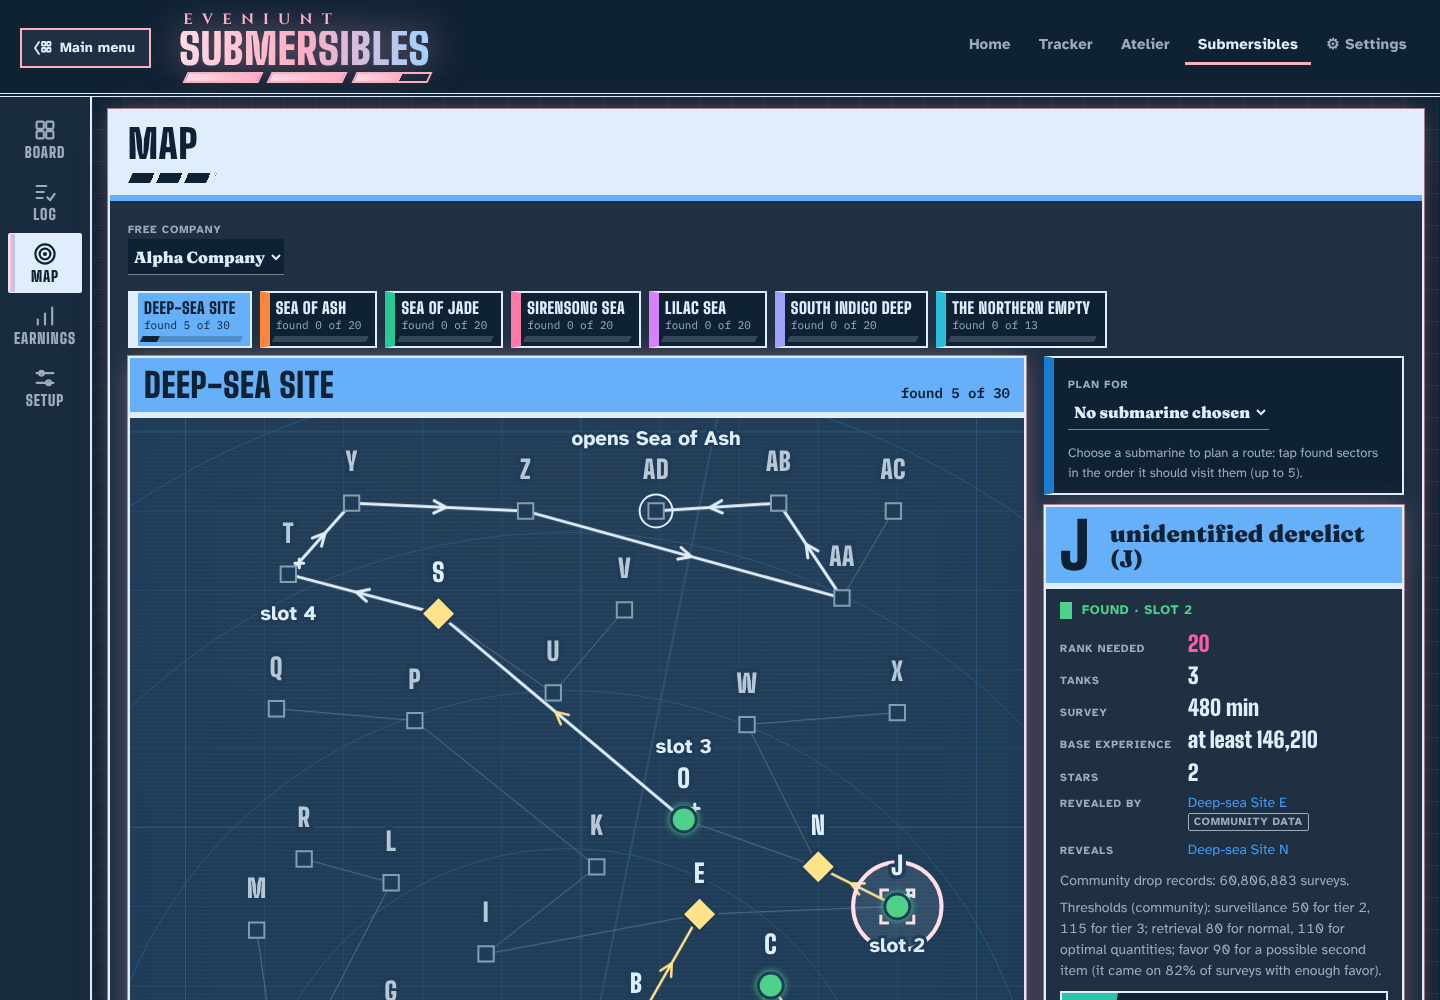 Main menu
EVENIUNT
SUBMERSIBLES
Home
Tracker
Atelier
Submersibles
Settings
BOARD
LOG
MAP
EARNINGS
SETUP
MAP
FREE COMPANY
Alpha Company
DEEP-SEA SITE
found 5 of 30
SEA OF ASH
found 0 of 20
SEA OF JADE
found 0 of 20
SIRENSONG SEA
found 0 of 20
LILAC SEA
found 0 of 20
SOUTH INDIGO DEEP
found 0 of 20
THE NORTHERN EMPTY
found 0 of 13
DEEP-SEA SITE
found 5 of 30
opens Sea of Ash
Y
Z
AD
AB
AC
T
S
V
AA
slot 4
Q
P
U
W
X
slot 3
O
R
L
K
N
M
E
J
I
C
slot 2
B
G
PLAN FOR
No submarine chosen
Choose a submarine to plan a route: tap found sectors
in the order it should visit them (up to 5).
J
unidentified derelict
(J)
FOUND · SLOT 2
RANK NEEDED
20
TANKS
3
SURVEY
480 min
BASE EXPERIENCE
at least 146,210
STARS
2
REVEALED BY
Deep-sea Site E
COMMUNITY DATA
REVEALS
Deep-sea Site N
Community drop records: 60,806,883 surveys.
Thresholds (community): surveillance 50 for tier 2,
115 for tier 3; retrieval 80 for normal, 110 for
optimal quantities; favor 90 for a possible second
item (it came on 82% of surveys with enough favor).